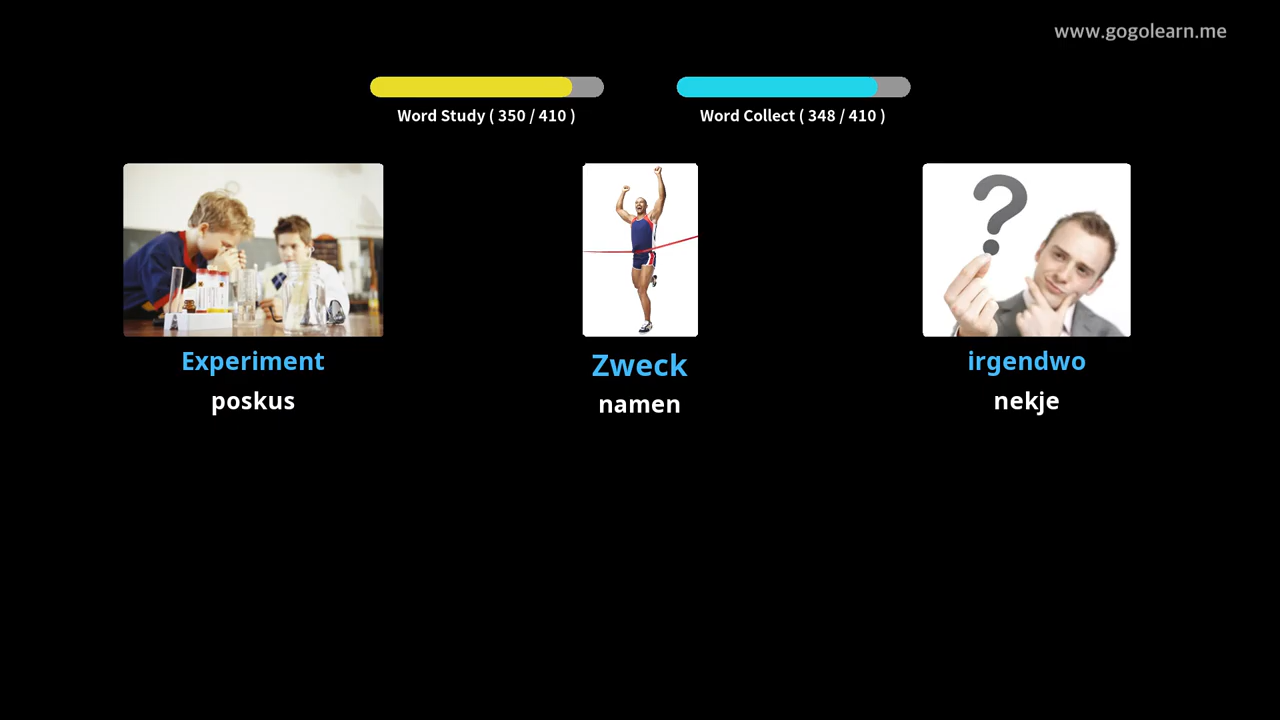 www.gogolearn.me
Word Study ( 350 / 410 )
Word Collect ( 348 / 410 )
Experiment
poskus
Zweck
namen
irgendwo
nekje